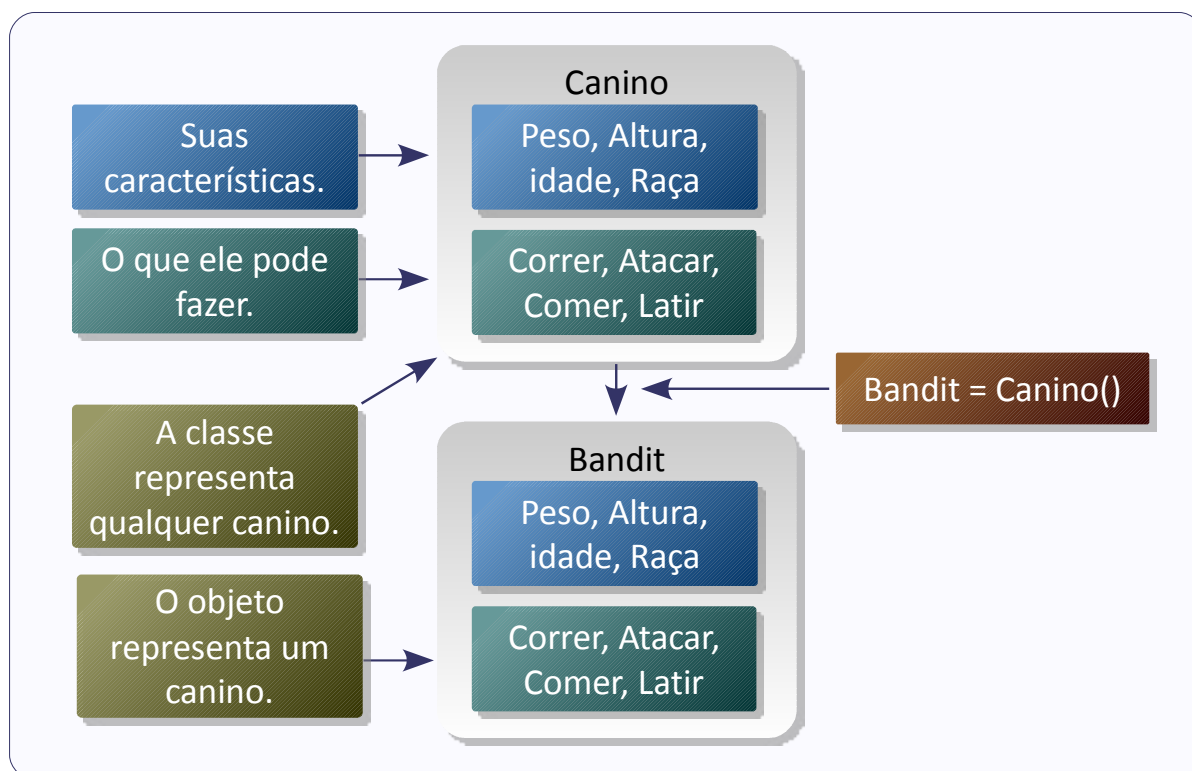 Canino
Suas
características.
Peso, Altura,
idade, Raça
O que ele pode
fazer.
Correr, Atacar,
Comer, Latir
Bandit = Canino()
A classe
representa
qualquer canino.
Bandit
Peso, Altura,
idade, Raça
O objeto
representa um
canino.
Correr, Atacar,
Comer, Latir